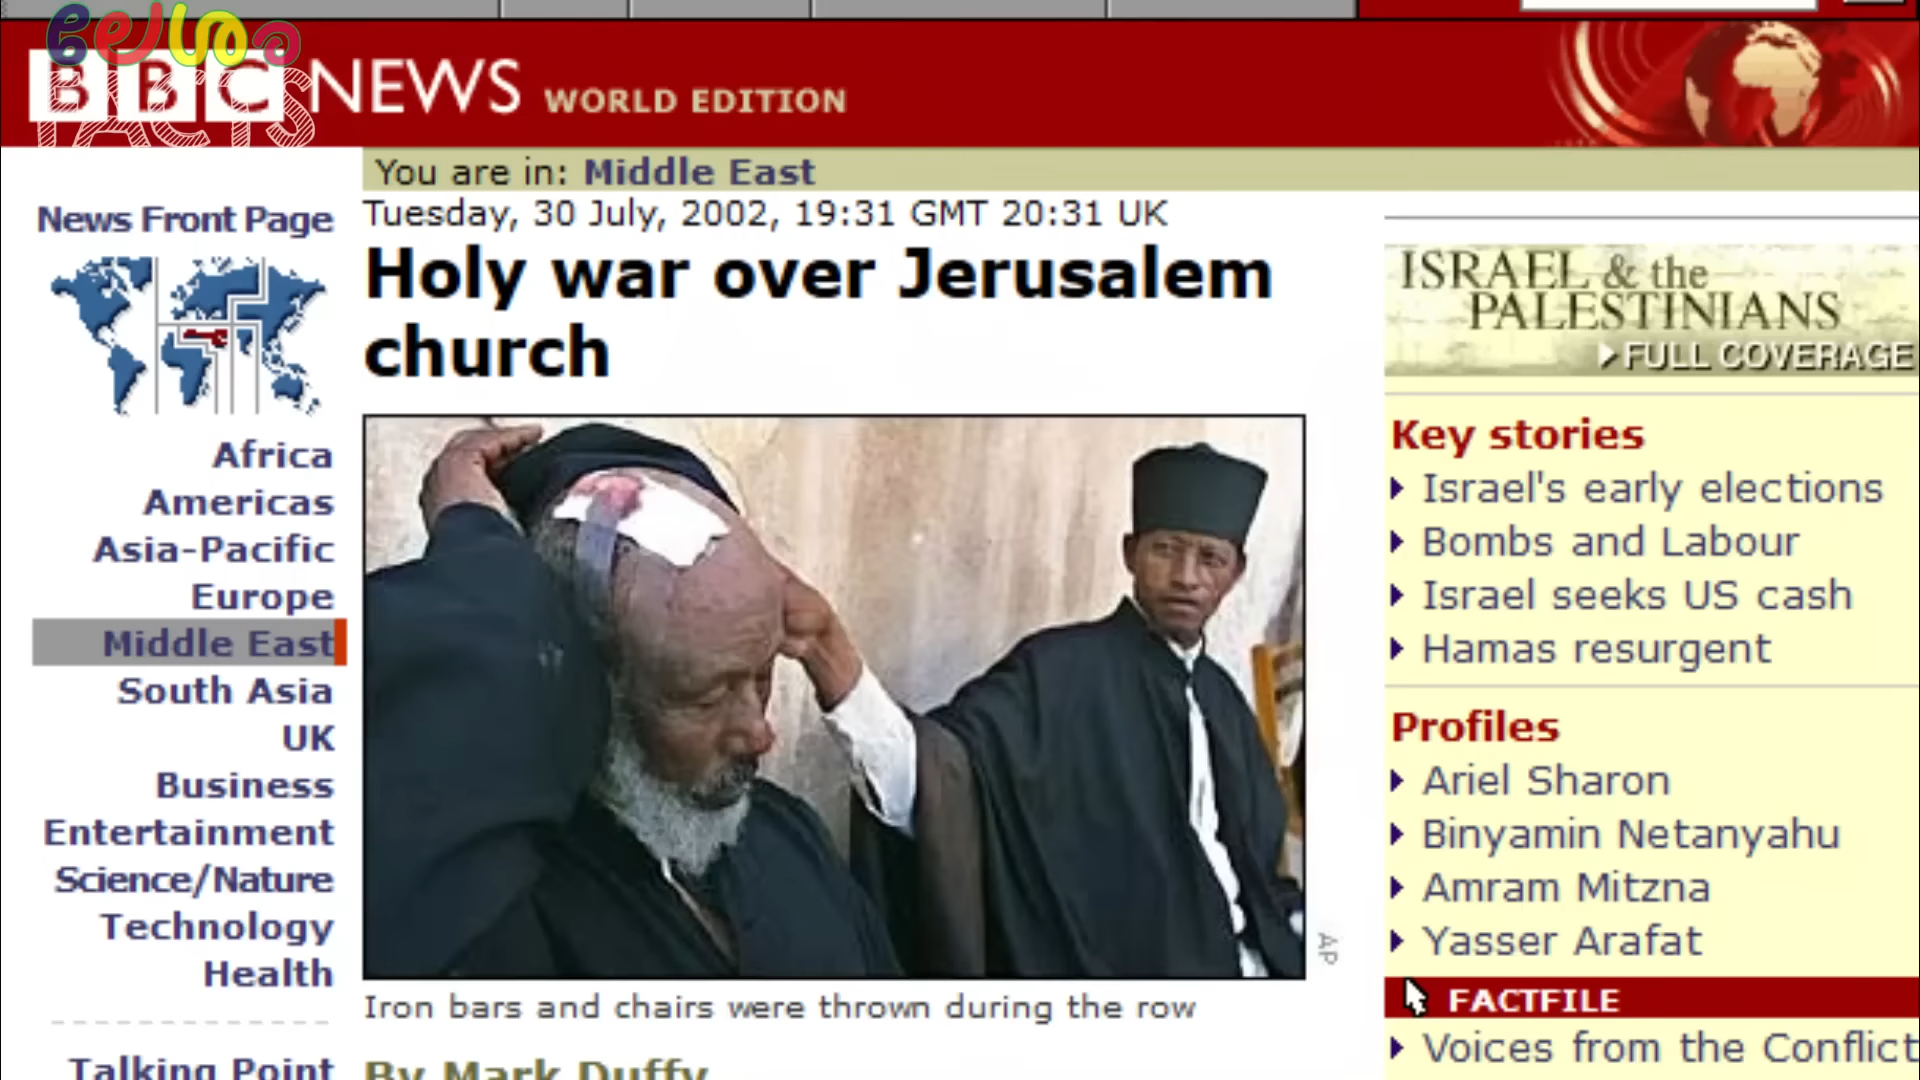 BBC NEWS WORLD EDITION
FACTS
You are in: Middle East
Tuesday, 30 July, 2002, 19:31 GMT 20:31 UK
Holy war over Jerusalem
church
AP
Iron bars and chairs were thrown during the row
By Mark Duffy
News Front Page
Africa
Americas
Asia-Pacific
Europe
Middle East
South Asia
UK
Business
Entertainment
Science/Nature
Technology
Health
Talking Point
ISRAEL & the
PALESTINIANS
FULL COVERAGE
Key stories
Israel's early elections
Bombs and Labour
Israel seeks US cash
Hamas resurgent
Profiles
Ariel Sharon
Binyamin Netanyahu
Amram Mitzna
Yasser Arafat
FACTFILE
Voices from the Conflict